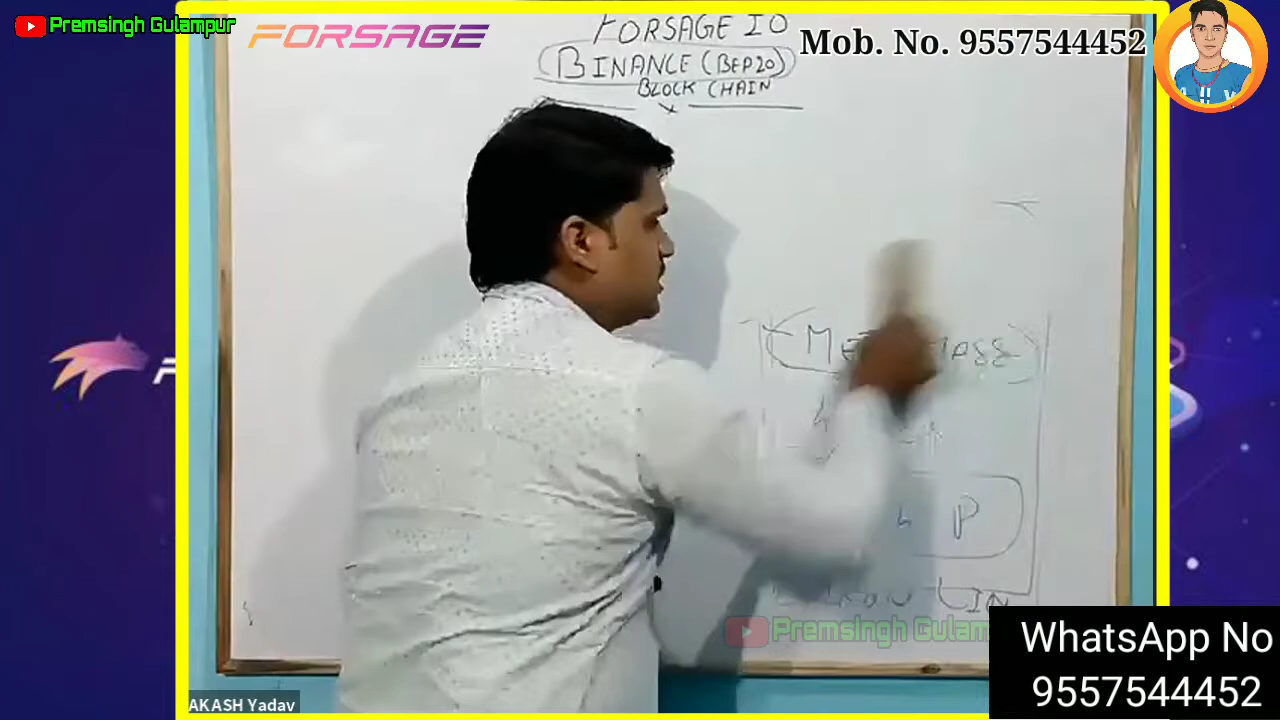 Premsingh Gulampur
FORSAGE
FORSAGE IO
Mob. No. 9557544452
BINANCE (BEP20)
BLOCK CHAIN
P
Premsingh Gulam
WhatsApp No
9557544452
AKASH Yadav